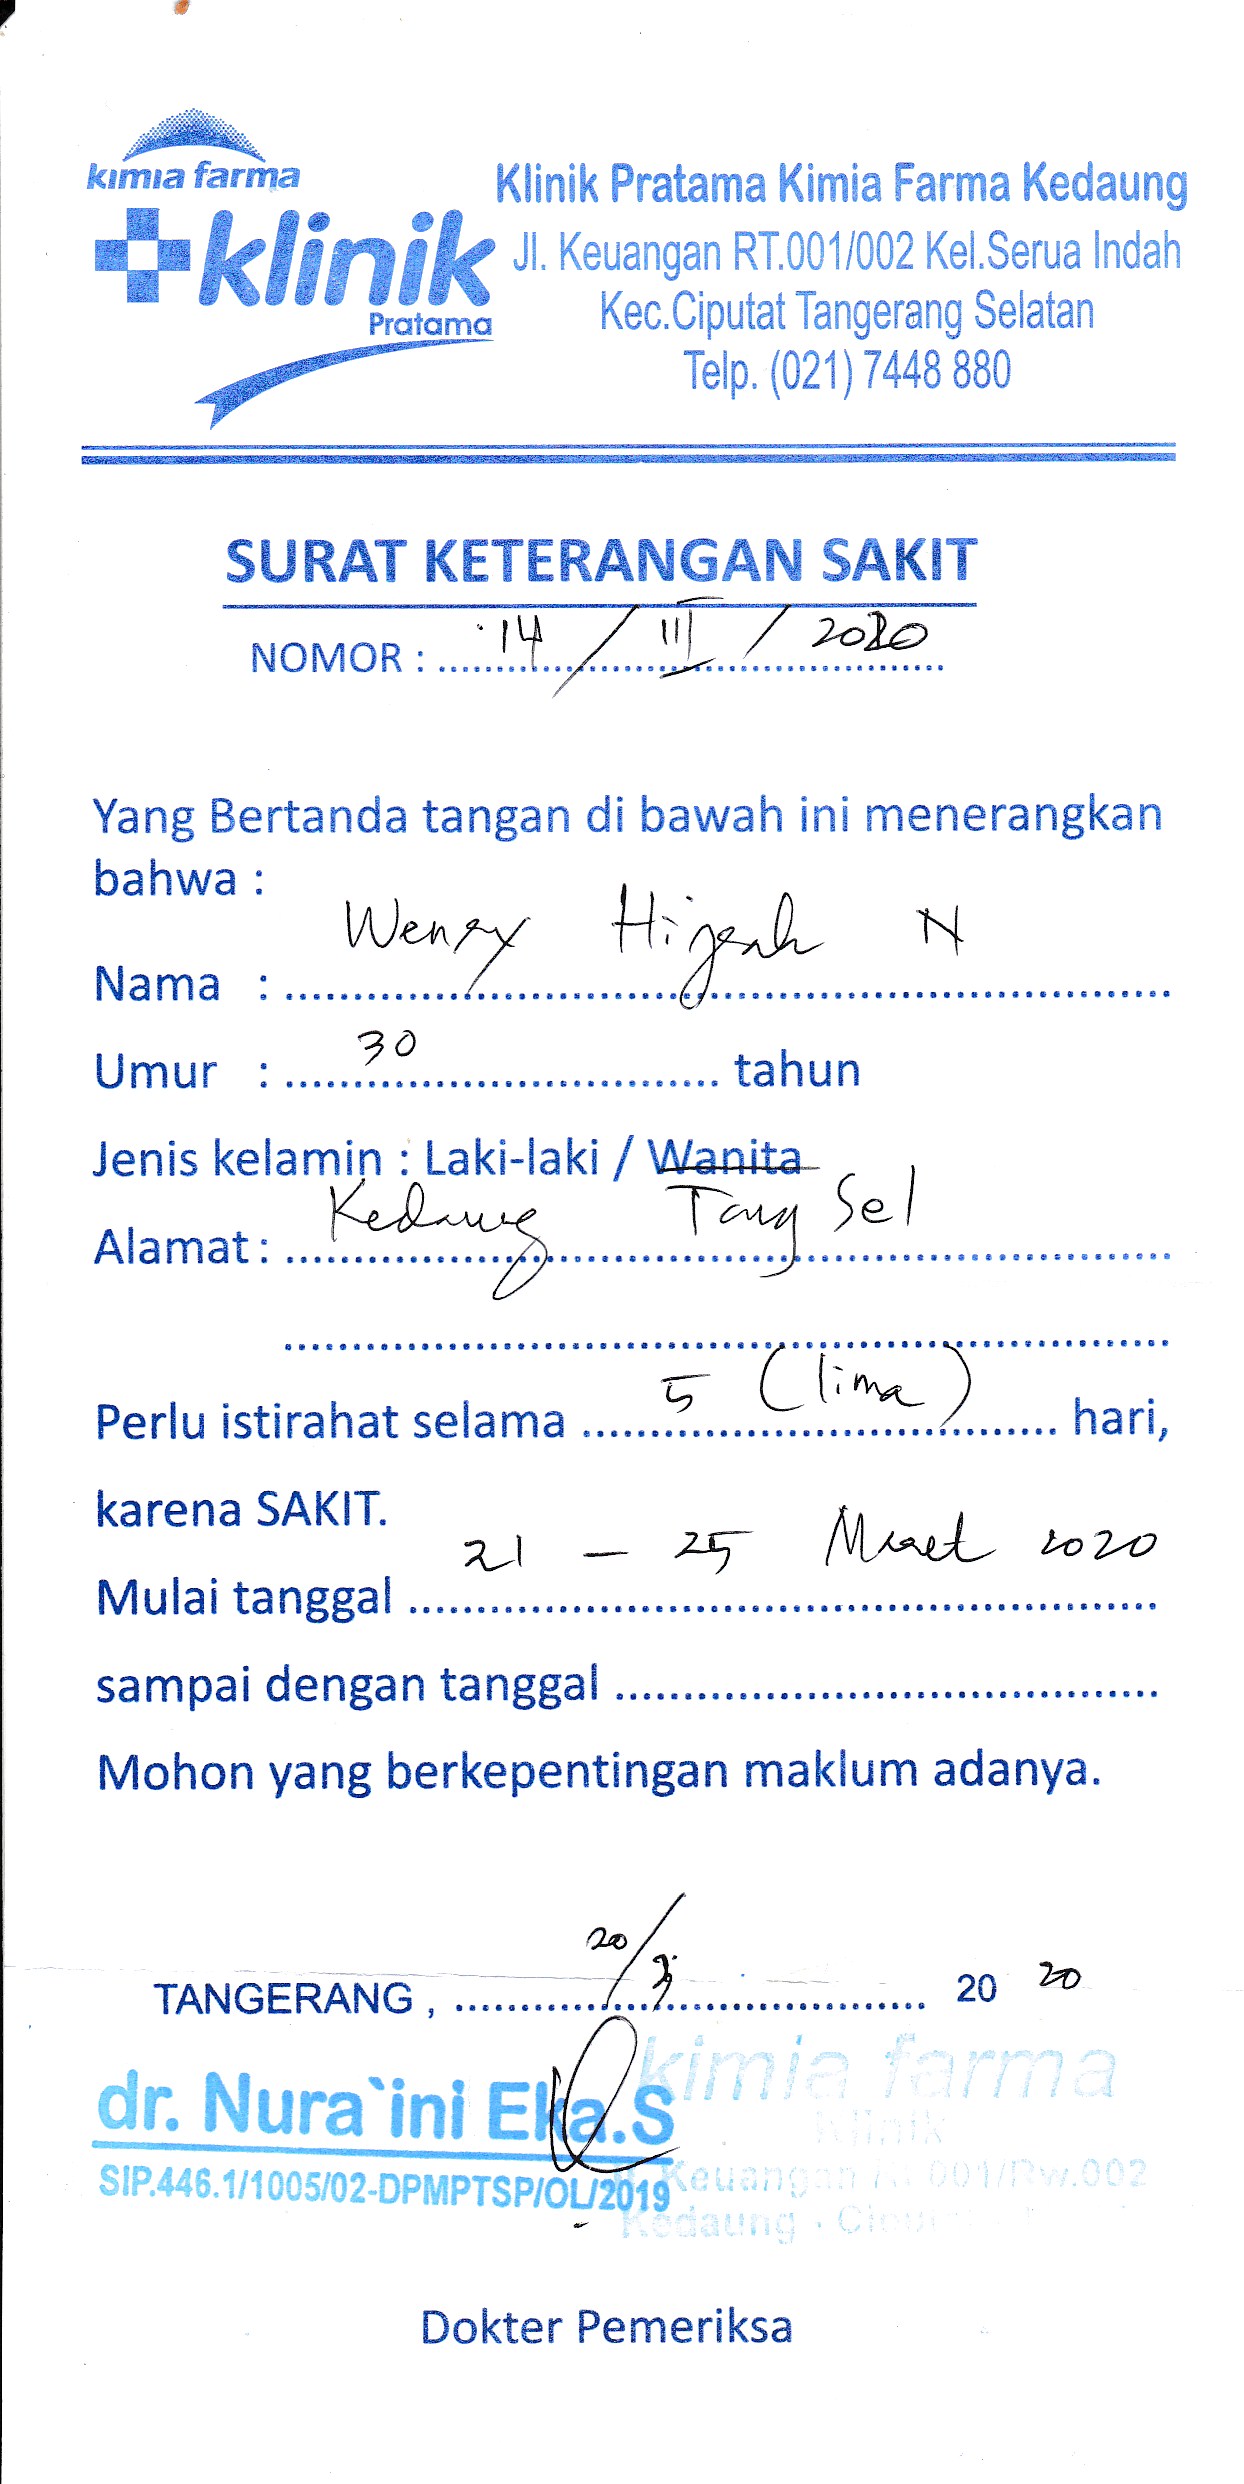 kimia farma
klinik
Pratama
Klinik Pratama Kimia Farma Kedaung
Jl. Keuangan RT.001/002 Kel.Serua Indah
Kec.Ciputat Tangerang Selatan
Telp. (021) 7448 880
SURAT KETERANGAN SAKIT
NOMOR : 14 / III / 2020
Yang Bertanda tangan di bawah ini menerangkan
bahwa :
Nama : Hijrah N
Umur : 30 tahun
Jenis kelamin : Laki-laki / Wanita
Alamat : Kedaung Tang Sel
Perlu istirahat selama 5 (lima) hari,
karena SAKIT.
Mulai tanggal 21 - 25 Maret 2020
sampai dengan tanggal
Mohon yang berkepentingan maklum adanya.
TANGERANG , 20/3 20 20
dr. Nura`ini Eka.S
SIP.446.1/1005/02-DPMPTSP/OL/2019
kimia farma
klinik
Keuangan Rt 001/Rw.002
Kedaung -
Dokter Pemeriksa